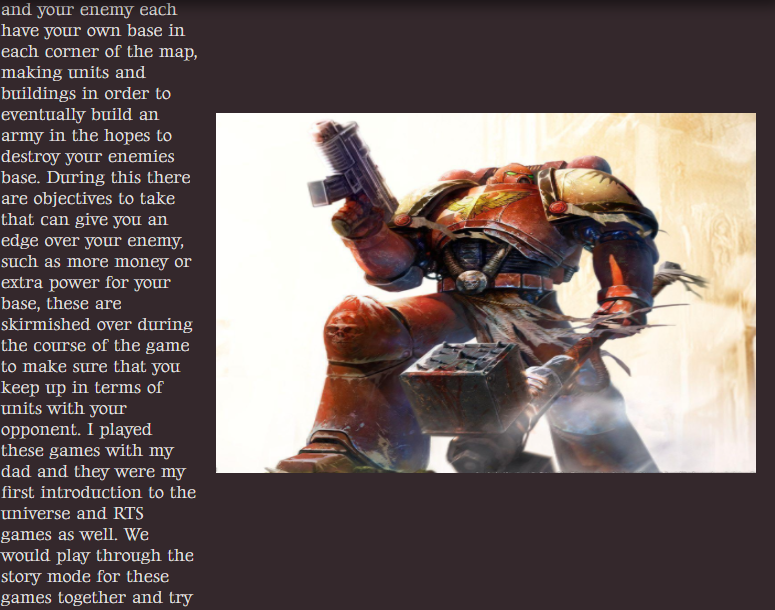 and your enemy each
have your own base in
each corner of the map,
making units and
buildings in order to
eventually build an
army in the hopes to
destroy your enemies
base. During this there
are objectives to take
that can give you an
edge over your enemy,
such as more money or
extra power for your
base, these are
skirmished over during
the course of the game
to make sure that you
keep up in terms of
units with your
opponent. I played
these games with my
dad and they were my
first introduction to the
universe and RTS
games as well. We
would play through the
story mode for these
games together and try